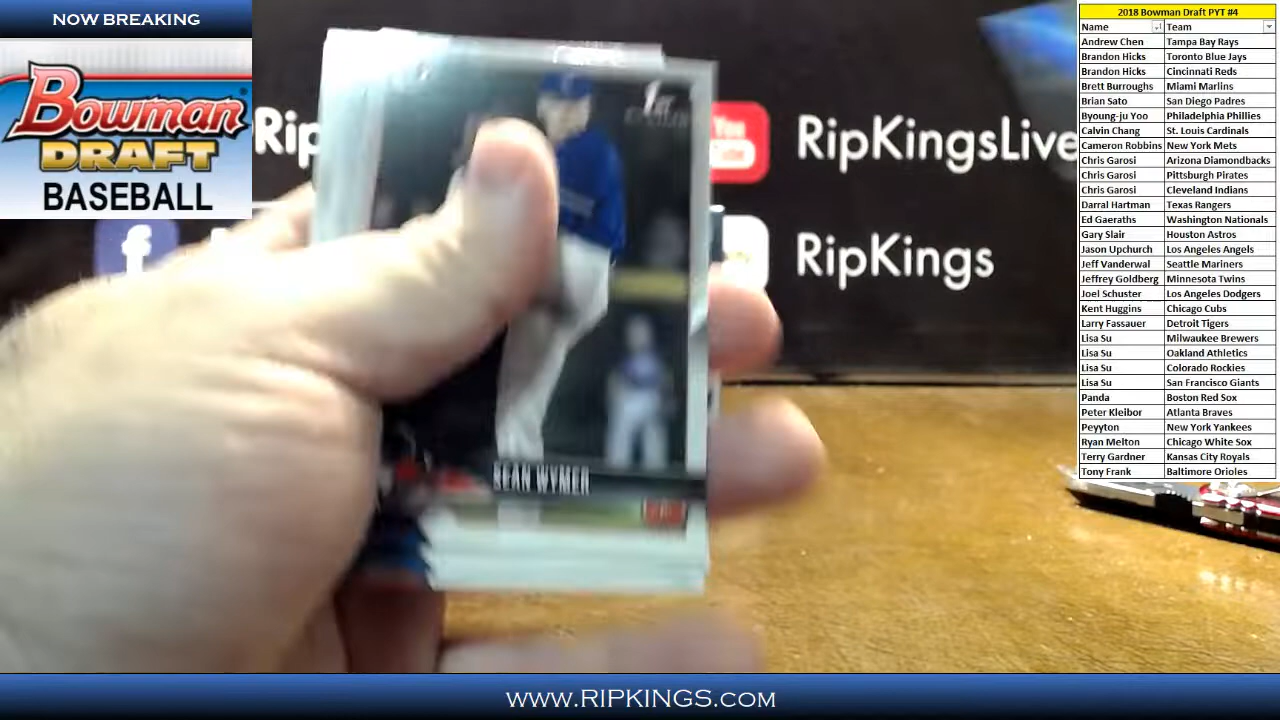 NOW BREAKING
Bowman
DRAFT
BASEBALL
Rip
RipKingsLive
RipKings
f
You
1st
SEAN WYMER
2018 Bowman Draft PYT #4
Name Team
Andrew Chen Tampa Bay Rays
Brandon Hicks Toronto Blue Jays
Brandon Hicks Cincinnati Reds
Brett Burroughs Miami Marlins
Brian Sato San Diego Padres
Byoung-ju Yoo Philadelphia Phillies
Calvin Chang St. Louis Cardinals
Cameron Robbins New York Mets
Chris Garosi Arizona Diamondbacks
Chris Garosi Pittsburgh Pirates
Chris Garosi Cleveland Indians
Darral Hartman Texas Rangers
Ed Gaeraths Washington Nationals
Gary Slair Houston Astros
Jason Upchurch Los Angeles Angels
Jeff Vanderwal Seattle Mariners
Jeffrey Goldberg Minnesota Twins
Joel Schuster Los Angeles Dodgers
Kent Huggins Chicago Cubs
Larry Fassauer Detroit Tigers
Lisa Su Milwaukee Brewers
Lisa Su Oakland Athletics
Lisa Su Colorado Rockies
Lisa Su San Francisco Giants
Panda Boston Red Sox
Peter Kleibor Atlanta Braves
Peyyton New York Yankees
Ryan Melton Chicago White Sox
Terry Gardner Kansas City Royals
Tony Frank Baltimore Orioles
WWW.RIPKINGS.COM